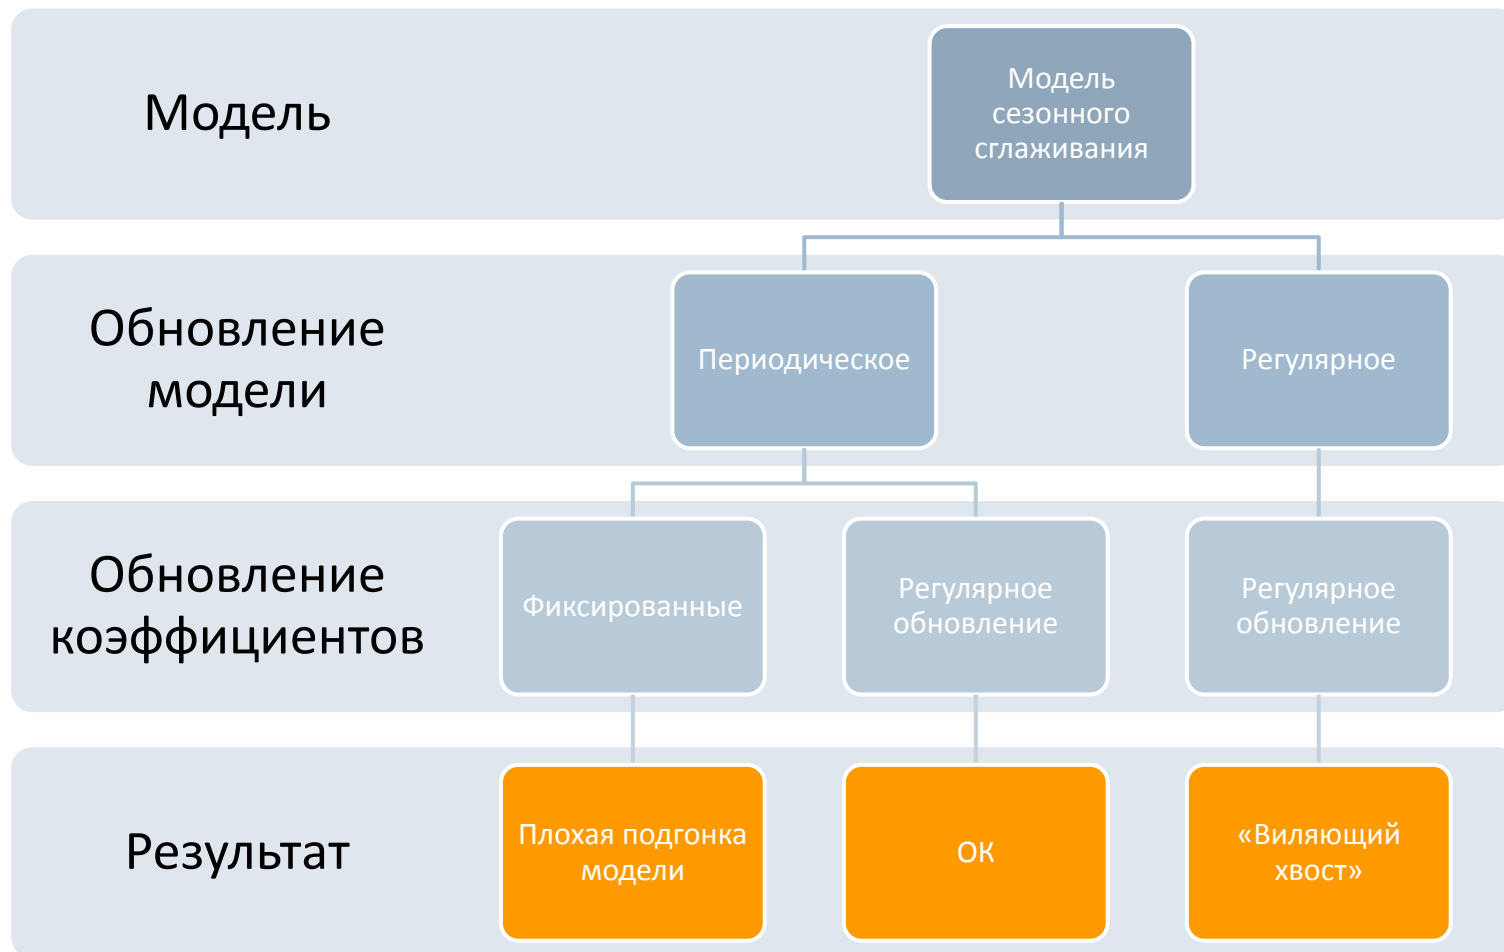 Модель
Модель
сезонного
сглаживания
Обновление
модели
Периодическое
Регулярное
Обновление
коэффициентов
Фиксированные
Регулярное
обновление
Регулярное
обновление
Результат
Плохая подгонка
модели
ОК
«Виляющий
хвост»